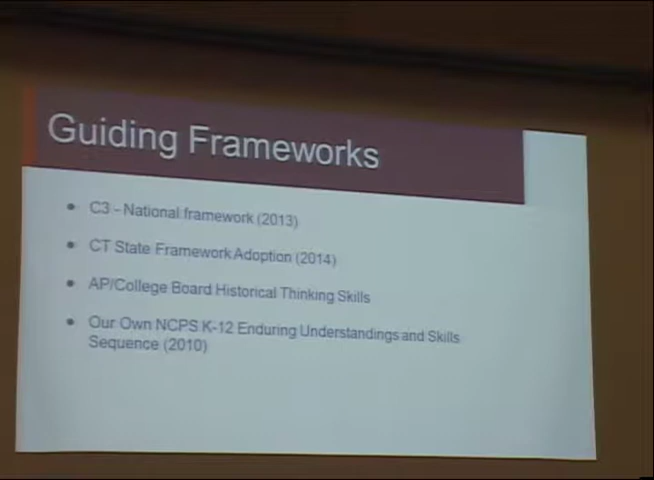 Guiding Frameworks
• C3 - National framework (2013)
• CT State Framework Adoption (2014)
• AP/College Board Historical Thinking Skills
• Our Own NCPS K-12 Enduring Understandings and Skills
Sequence (2010)